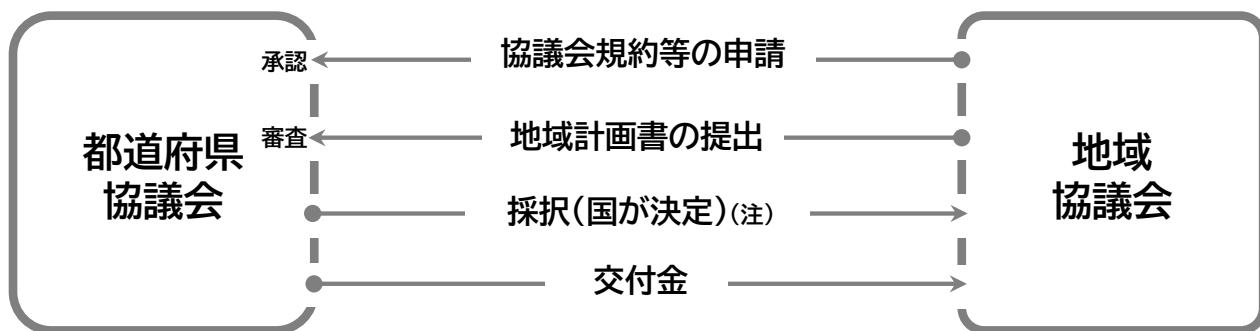 承認
協議会規約等の申請
審査
地域計画書の提出
都道府県
協議会
採択（国が決定）（注）
交付金
地域
協議会